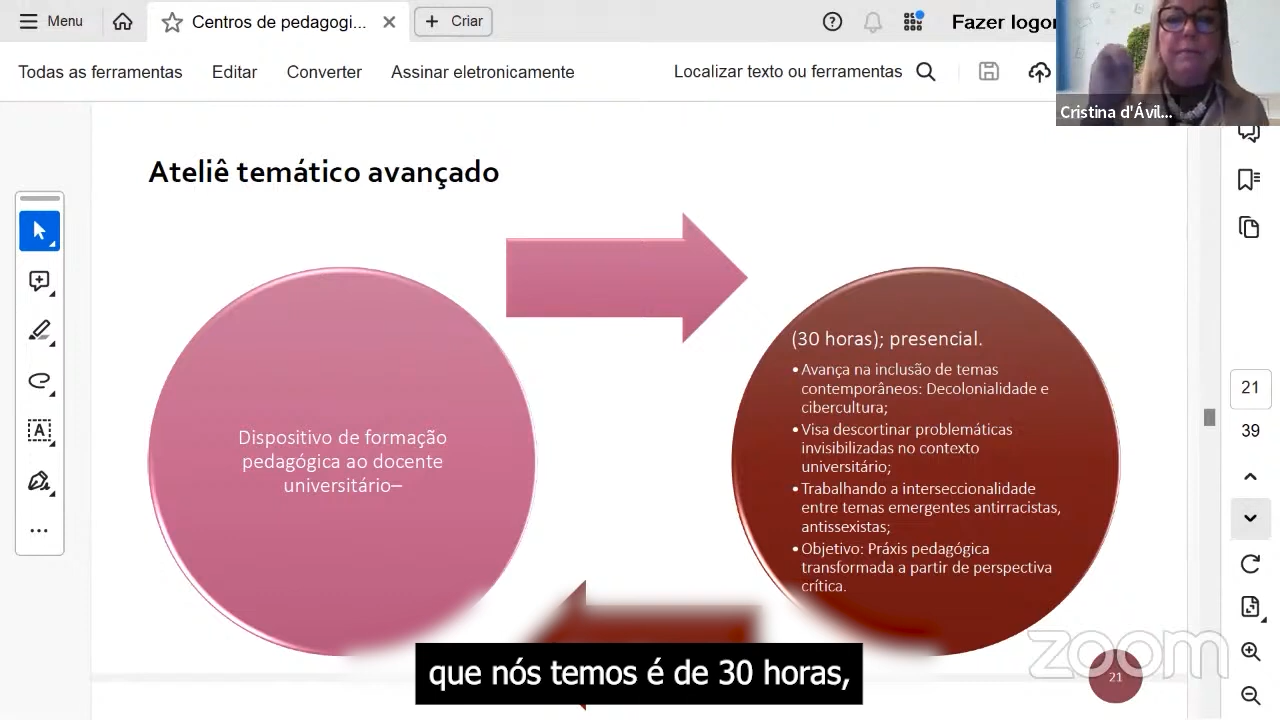 Menu
Centros de pedagogi...
Criar
Fazer logon
Todas as ferramentas
Editar
Converter
Assinar eletronicamente
Localizar texto ou ferramentas
Cristina d'Ávil...
Ateliê temático avançado
Dispositivo de formação
pedagógica ao docente
universitário–
(30 horas); presencial.
•Avança na inclusão de temas
contemporâneos: Decolonialidade e
cibercultura;
•Visa descortinar problemáticas
invisibilizadas no contexto
universitário;
•Trabalhando a interseccionalidade
entre temas emergentes antirracistas,
antissexistas;
•Objetivo: Práxis pedagógica
transformada a partir de perspectiva
crítica.
21
39
que nós temos é de 30 horas,
zoom
21